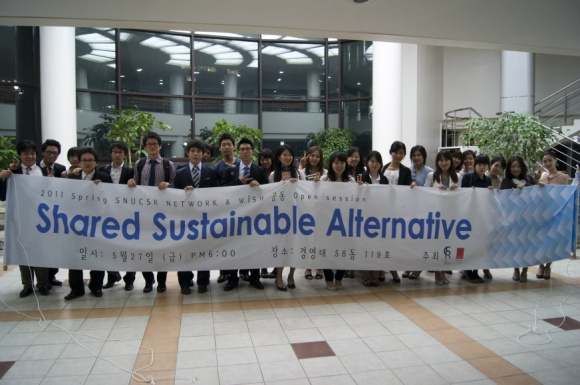 2011 Spring SNUCSR NETWORK & WISH 공동 Open session
Shared Sustainable Alternative
일시: 5월27일 (금) PM6:00 장소: 경영대 58동 119호 주최